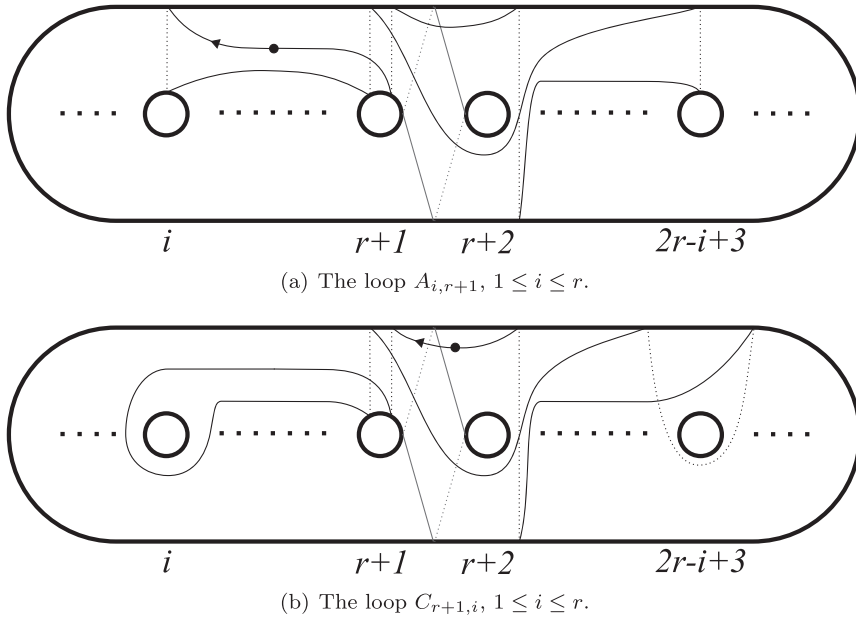 i r+1 r+2 2r-i+3
(a) The loop A_{i,r+1}, 1 ≤ i ≤ r.
i r+1 r+2 2r-i+3
(b) The loop C_{r+1,i}, 1 ≤ i ≤ r.